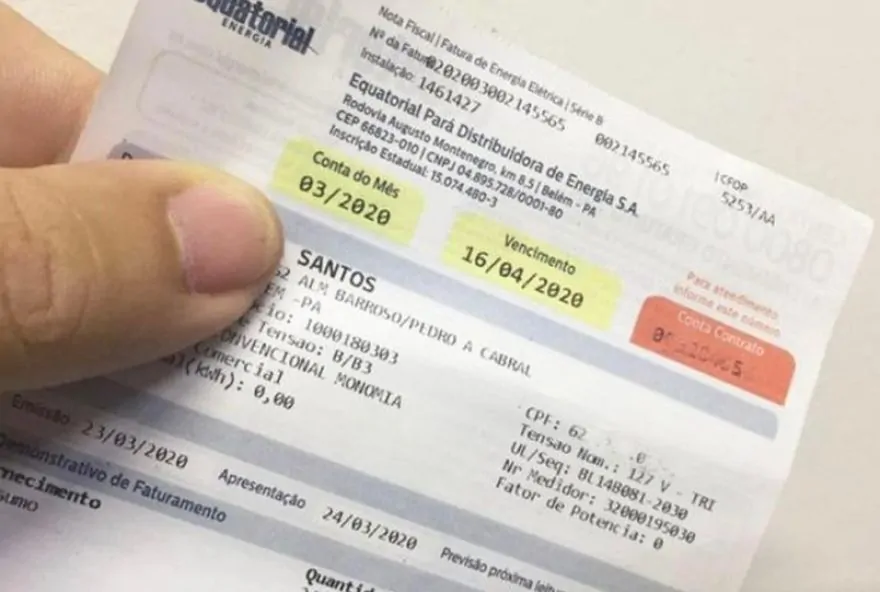 Equatorial
ENERGIA
Nota Fiscal | Fatura de Energia Elétrica | Série B
Nº da Fatura: 0202003002145565 002145565
Instalação: 1461427
| CFOP
5253/AA
Equatorial Pará Distribuidora de Energia S.A.
Rodovia Augusto Montenegro, km 8,5 | Belém - PA
CEP 66823-010 | CNPJ 04.895.728/0001-80
Inscrição Estadual: 15.074.480-3
Conta do Mês
03/2020
Vencimento
16/04/2020
Para atendimento
informe este número
Conta Contrato
SANTOS
ALM BARROSO/PEDRO A CABRAL
-PA
1000180303
Tensao: B/B3
CONVENCIONAL MONOMIA
Comercial
(kWh): 0,00
CPF: 62
Tensao Nom.: 127 V - TRI
UL/Seq: BL14B081-2030
Nr Medidor: 32000195030
Fator de Potencia: 0
Emissão 23/03/2020 Apresentação 24/03/2020 Previsão próxima
Demonstrativo de Faturamento